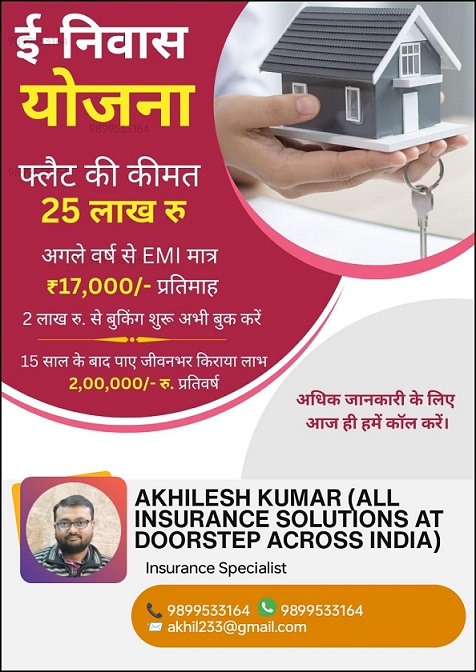 ई-निवास
योजना
9899533164
फ्लैट की कीमत
25 लाख रु
अगले वर्ष से EMI मात्र
₹17,000/- प्रतिमाह
2 लाख रु. से बुकिंग शुरू अभी बुक करें
15 साल के बाद पाए जीवनभर किराया लाभ
2,00,000/- रु. प्रतिवर्ष
अधिक जानकारी के लिए
आज ही हमें कॉल करें।
AKHILESH KUMAR (ALL
INSURANCE SOLUTIONS AT
DOORSTEP ACROSS INDIA)
Insurance Specialist
9899533164 9899533164
akhil233@gmail.com